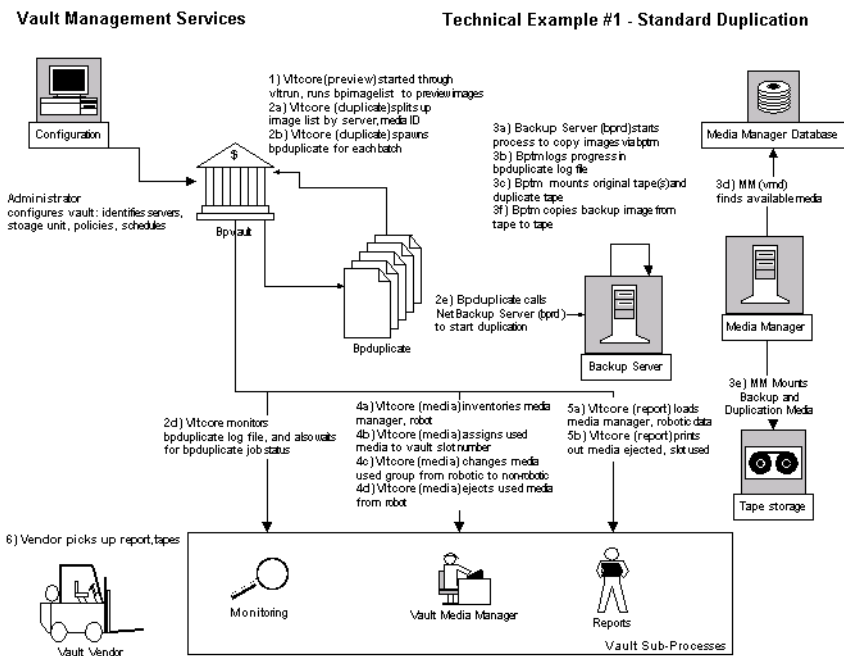 Vault Management Services
Technical Example #1 - Standard Duplication
Configuration
1) Vltcore (preview) started through
vltrun, runs bpimagelist to preview images
2a) Vltcore (duplicate) splits up
image list by server, media ID
2b) Vltcore (duplicate) spawns
bpduplicate for each batch
3a) Backup Server (bprd) starts
process to copy images via bptm
3b) Bptm logs progress in
bpduplicate log file
3c) Bptm mounts original tape(s) and
duplicate tape
3f) Bptm copies backup image from
tape to tape
Media Manager Database
3d) MM (vmd)
finds available media
Administrator
configures vault: identifies servers,
stoage unit, policies, schedules
$
Bpvault
Bpduplicate
2e) Bpduplicate calls
NetBackup Server (bprd)
to start duplication
Backup Server
Media Manager
3e) MM Mounts
Backup and
Duplication Media
Tape storage
2d) Vltcore monitors
bpduplicate log file, and also waits
for bpduplicate job status
4a) Vltcore (media) inventories media
manager, robot
4b) Vltcore (media) assigns used
media to vault slot number
4c) Vltcore (media) changes media
used group from robotic to non-robotic
4d) Vltcore (media) ejects used media
from robot
5a) Vltcore (report) loads
media manager, robotic data
5b) Vltcore (report) prints
out media ejected, slot used
6) Vendor picks up report, tapes
Vault Vendor
Monitoring
Vault Media Manager
Reports
Vault Sub-Processes